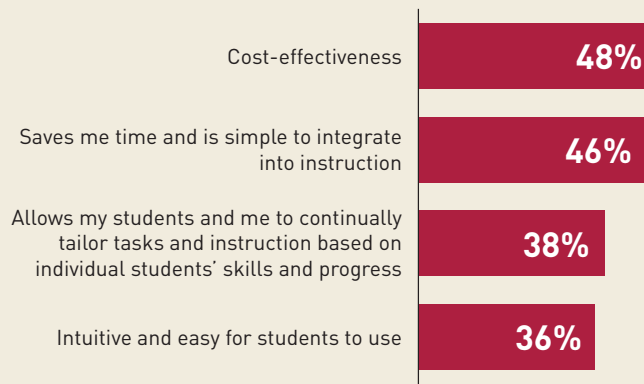 Cost-effectiveness
48%
Saves me time and is simple to integrate
into instruction
46%
Allows my students and me to continually
tailor tasks and instruction based on
individual students’ skills and progress
38%
Intuitive and easy for students to use
36%